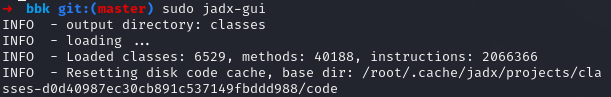 → bbk git:(master) sudo jadx-gui
INFO  - output directory: classes
INFO  - loading ...
INFO  - Loaded classes: 6529, methods: 40188, instructions: 2066366
INFO  - Resetting disk code cache, base dir: /root/.cache/jadx/projects/cla
sses-d0d40987ec30cb891c537149fbddd988/code